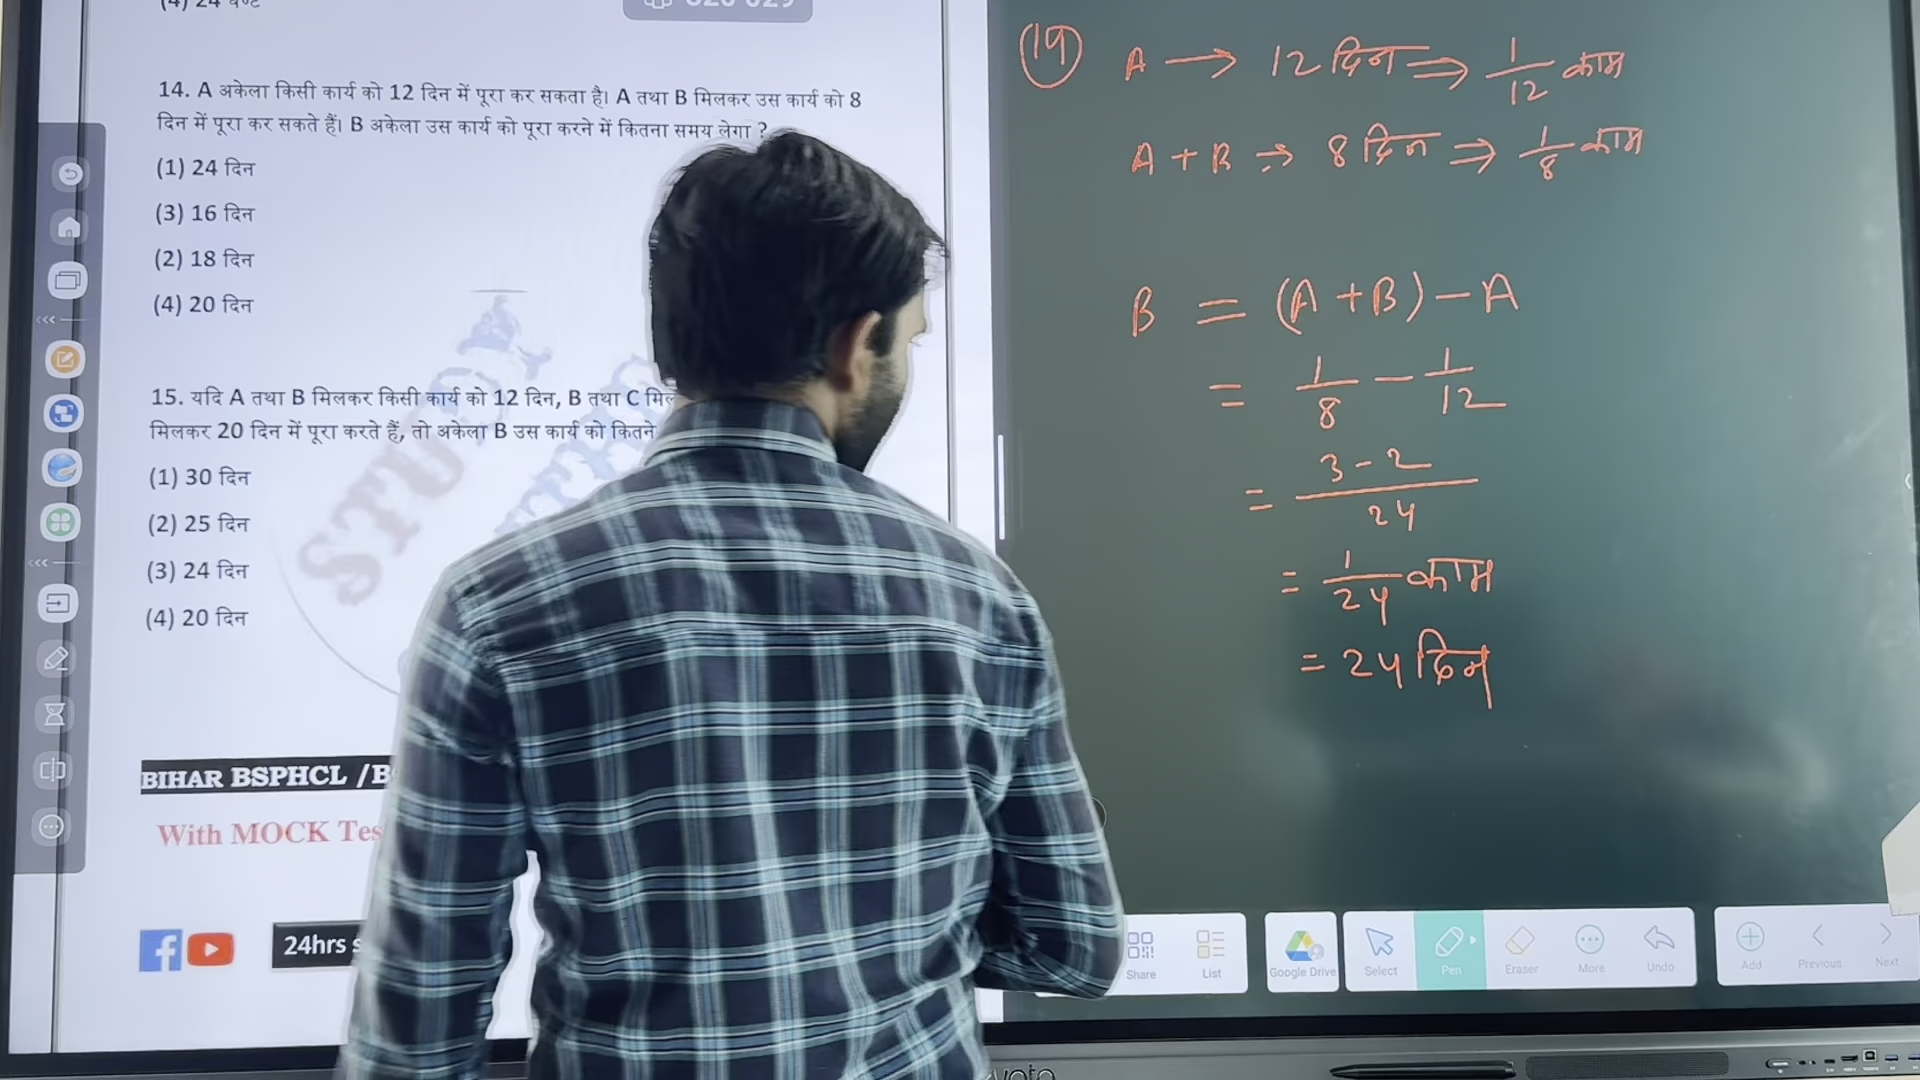 (4) 24 घण्टे
14. A अकेला किसी कार्य को 12 दिन में पूरा कर सकता है। A तथा B मिलकर उस कार्य को 8
दिन में पूरा कर सकते हैं। B अकेला उस कार्य को पूरा करने में कितना समय लेगा ?
(1) 24 दिन
(3) 16 दिन
(2) 18 दिन
(4) 20 दिन
15. यदि A तथा B मिलकर किसी कार्य को 12 दिन, B तथा C
मिलकर 20 दिन में पूरा करते हैं, तो अकेला B उस कार्य को कितने
(1) 30 दिन
(2) 25 दिन
(3) 24 दिन
(4) 20 दिन
STUDY
BIHAR BSPHCL /B
With MOCK Tes
24hrs s
(14) A → 12 दिन ⇒ 1/12 काम
A + B → 8 दिन ⇒ 1/8 काम
B = (A + B) - A
= 1/8 - 1/12
= 3-2/24
= 1/24 काम
= 24 दिन
Share List Google Drive Select Pen Eraser More Undo Add Previous Next